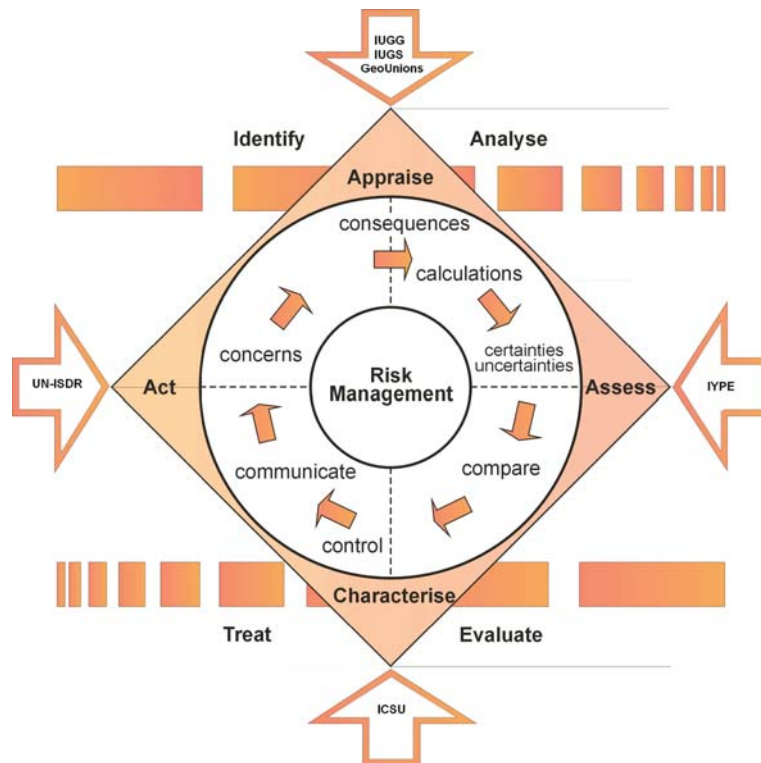 IUGG
IUGS
GeoUnions
Identify
Analyse
Appraise
consequences
calculations
concerns
certainties
uncertainties
UN-ISDR
Act
Risk
Management
Assess
IYPE
communicate
compare
control
Characterise
Treat
Evaluate
ICSU